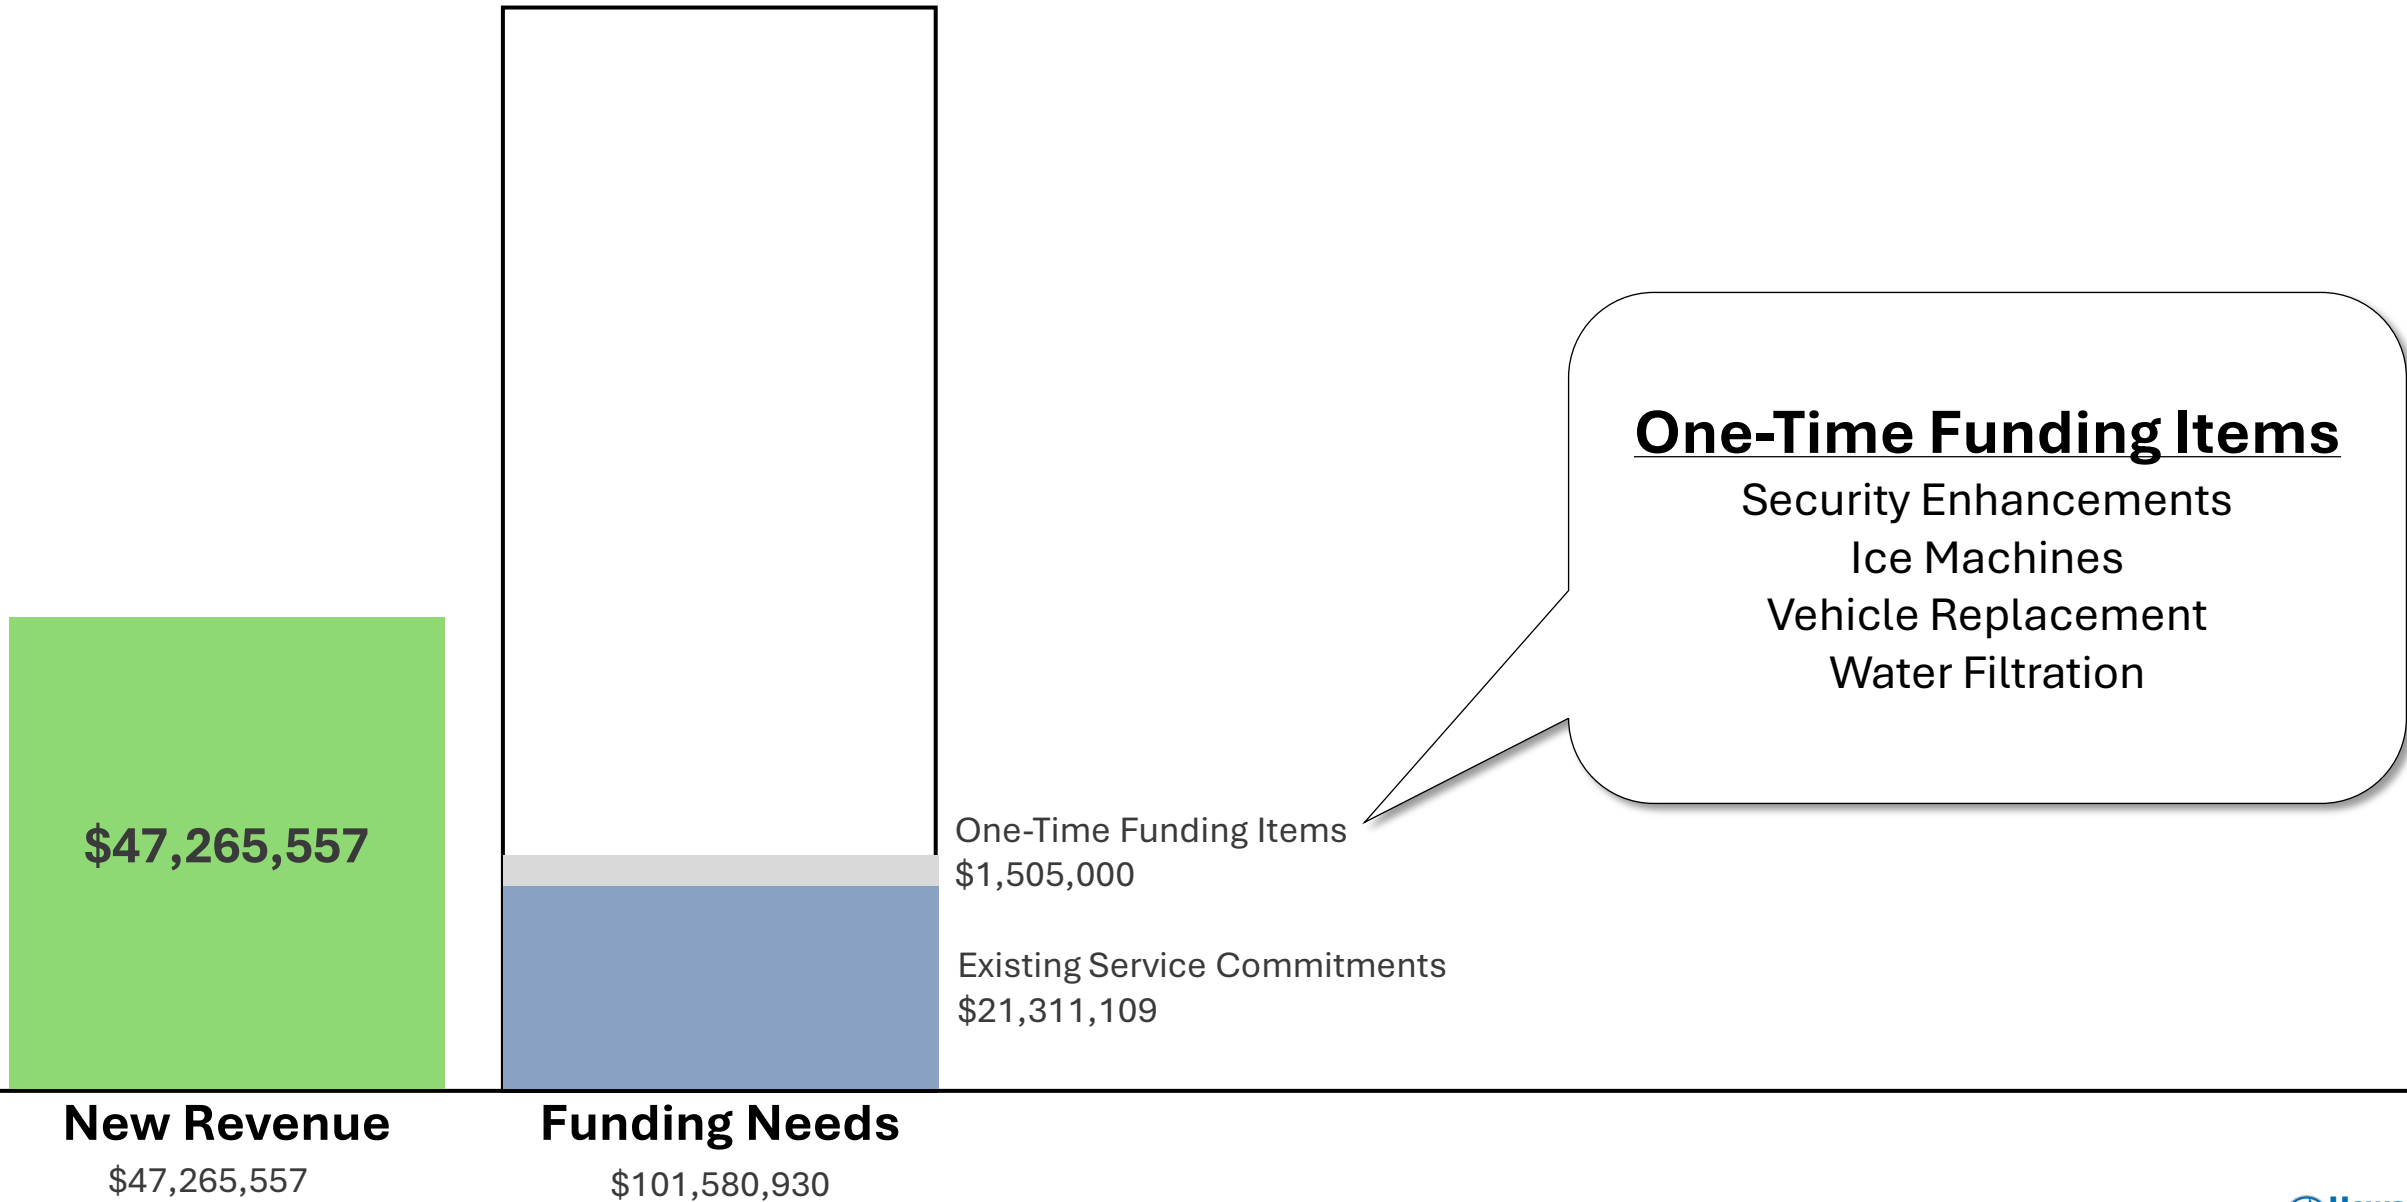 One-Time Funding Items
Security Enhancements
Ice Machines
Vehicle Replacement
Water Filtration
$47,265,557
One-Time Funding Items
$1,505,000
Existing Service Commitments
$21,311,109
New Revenue
$47,265,557
Funding Needs
$101,580,930